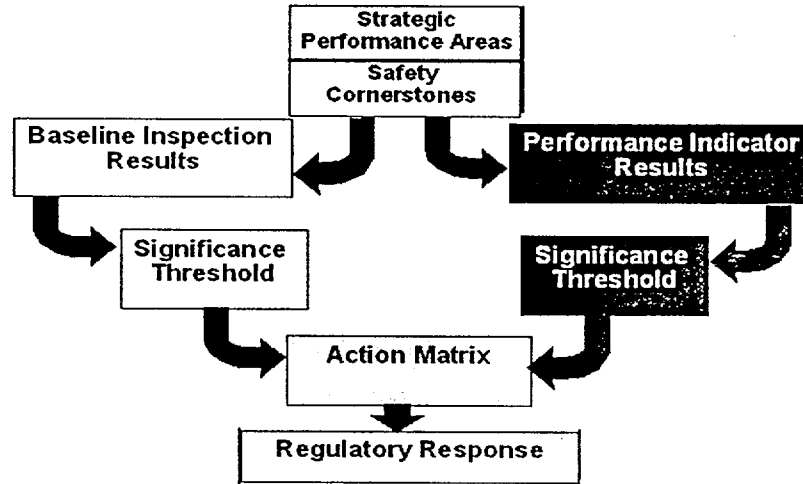 Strategic
Performance Areas
Safety
Cornerstones
Baseline Inspection
Results
Performance Indicator
Results
Significance
Threshold
Significance
Threshold
Action Matrix
Regulatory Response